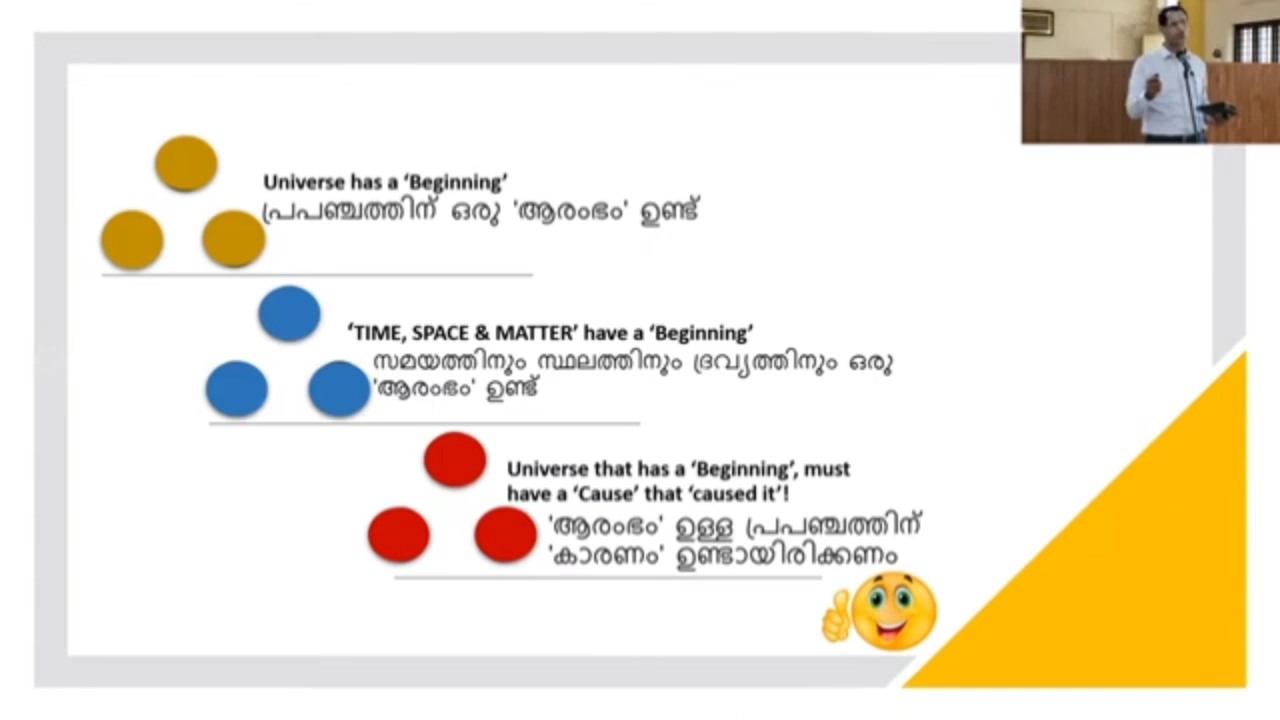 Universe has a ‘Beginning’
പ്രപഞ്ചത്തിന് ഒരു 'ആരംഭം' ഉണ്ട്
‘TIME, SPACE & MATTER’ have a ‘Beginning’
സമയത്തിനും സ്ഥലത്തിനും ദ്രവ്യത്തിനും ഒരു
'ആരംഭം' ഉണ്ട്
Universe that has a ‘Beginning’, must
have a ‘Cause’ that ‘caused it’!
'ആരംഭം' ഉള്ള പ്രപഞ്ചത്തിന്
'കാരണം' ഉണ്ടായിരിക്കണം